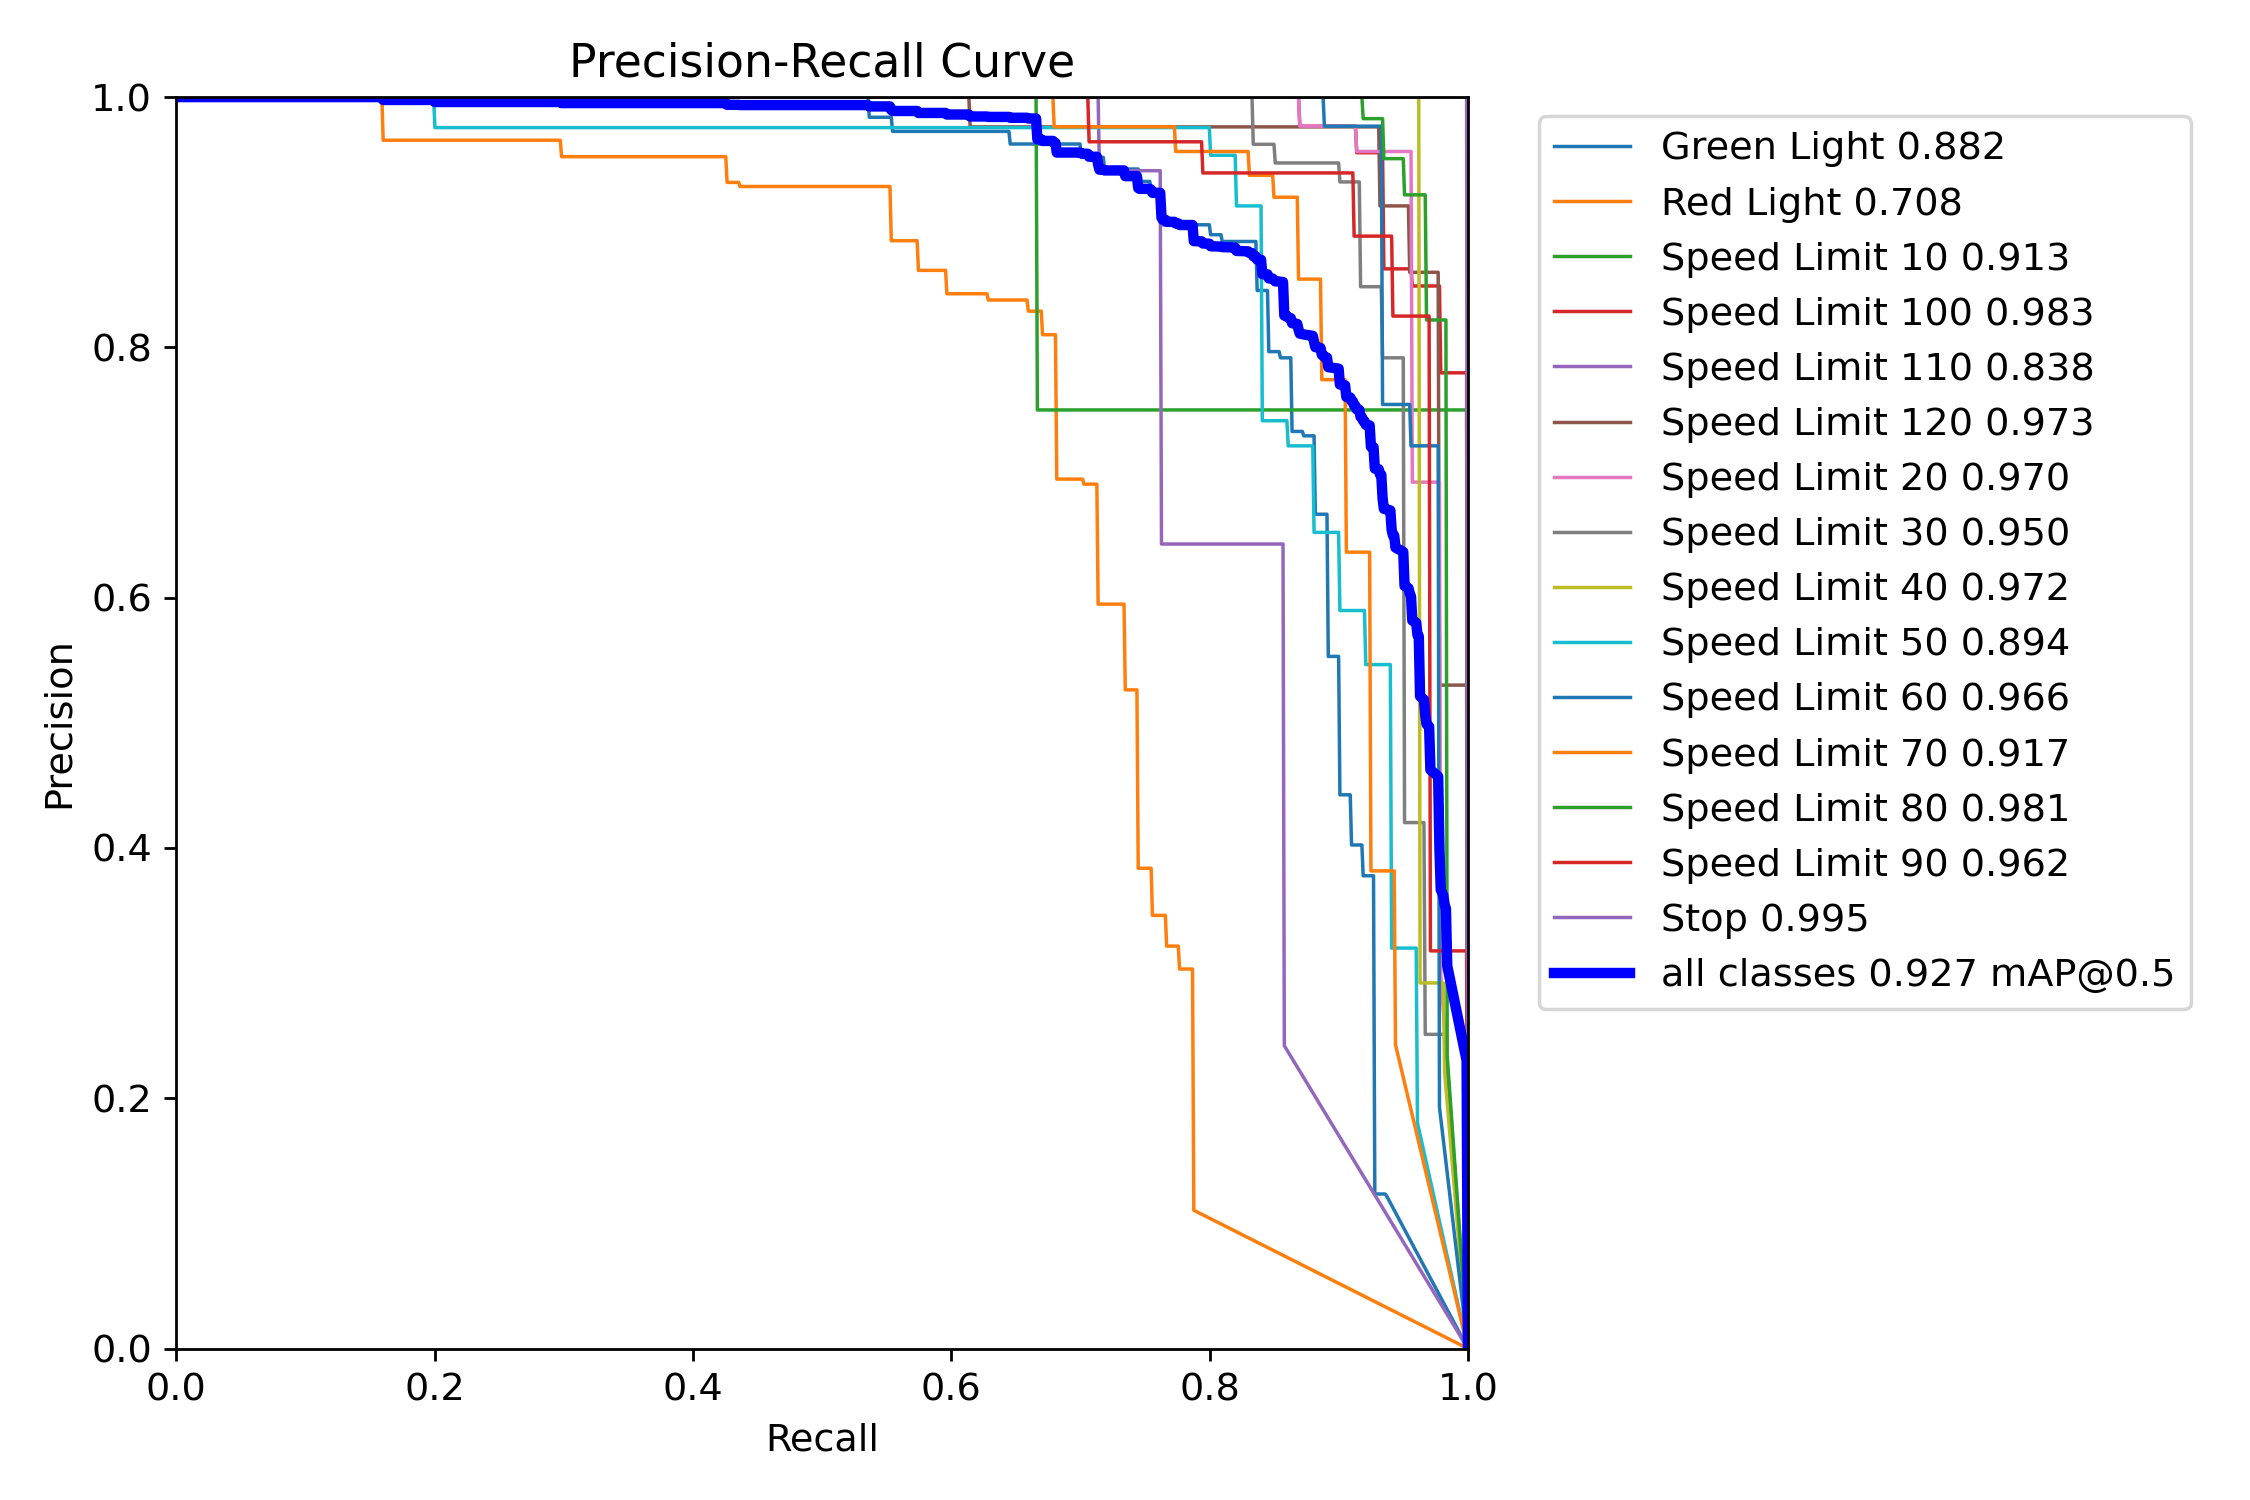 Precision-Recall Curve
1.0
0.8
0.6
0.4
0.2
0.0
Precision
0.0 0.2 0.4 0.6 0.8 1.0
Recall
Green Light 0.882
Red Light 0.708
Speed Limit 10 0.913
Speed Limit 100 0.983
Speed Limit 110 0.838
Speed Limit 120 0.973
Speed Limit 20 0.970
Speed Limit 30 0.950
Speed Limit 40 0.972
Speed Limit 50 0.894
Speed Limit 60 0.966
Speed Limit 70 0.917
Speed Limit 80 0.981
Speed Limit 90 0.962
Stop 0.995
all classes 0.927 mAP@0.5